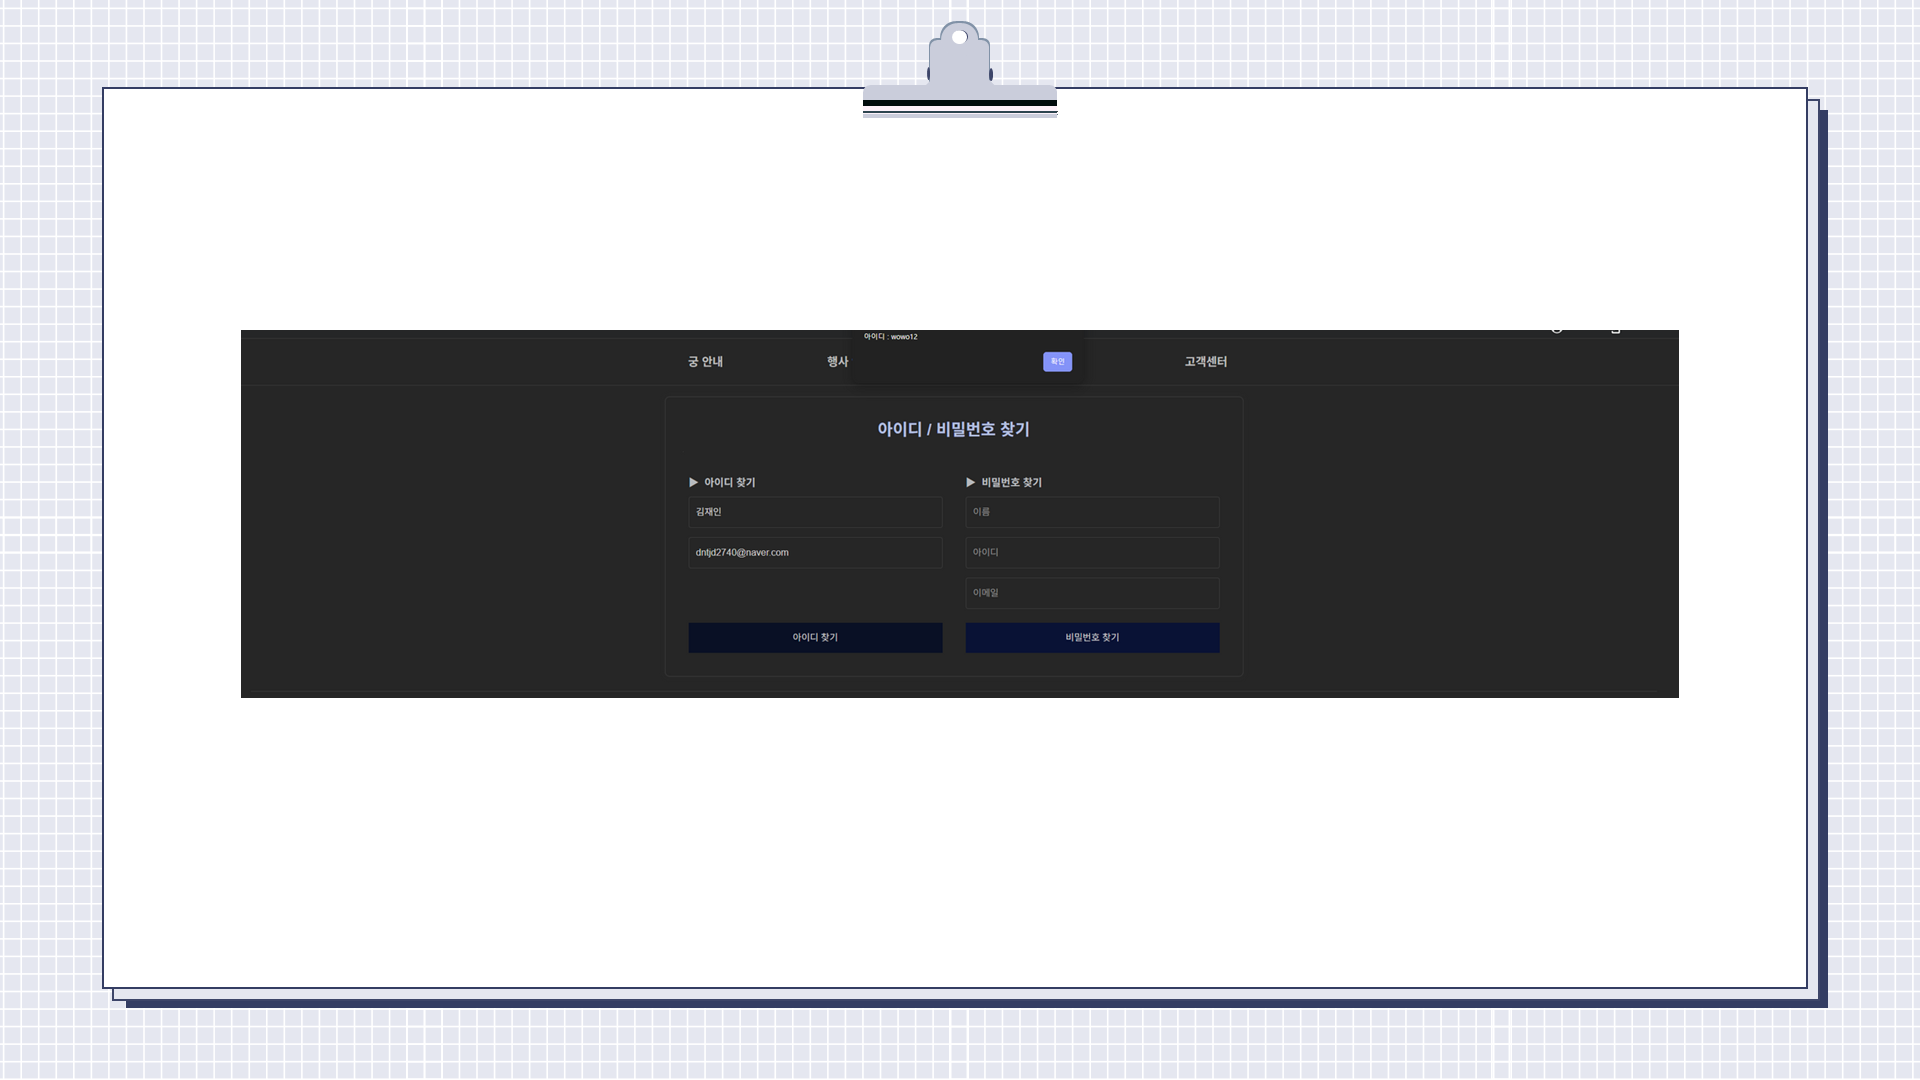 아이디 : wowo12
확인
궁 안내 행사 고객센터
아이디 / 비밀번호 찾기
▶ 아이디 찾기
김재인
dntjd2740@naver.com
아이디 찾기
▶ 비밀번호 찾기
이름
아이디
이메일
비밀번호 찾기